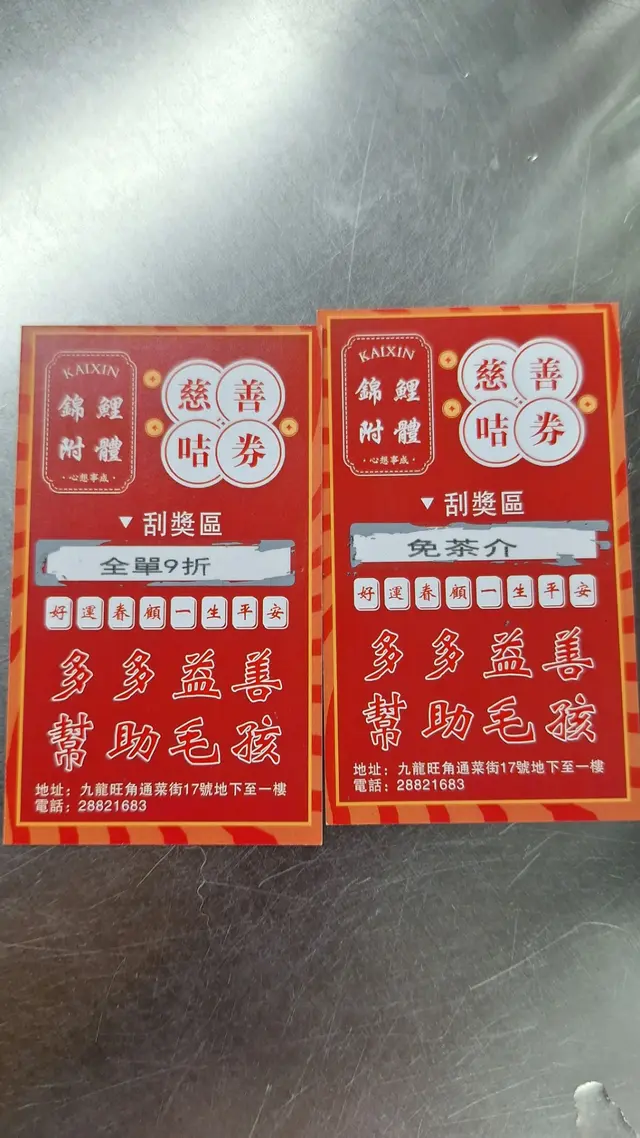 KAIXIN
錦鯉
附體
·心想事成·
慈善
咭券
▼刮獎區
全單9折
好運眷顧一生平安
多多益善
幫助毛孩
地址：九龍旺角通菜街17號地下至一樓
電話：28821683
KAIXIN
錦鯉
附體
·心想事成·
慈善
咭券
▼刮獎區
免茶介
好運眷顧一生平安
多多益善
幫助毛孩
地址：九龍旺角通菜街17號地下至一樓
電話：28821683